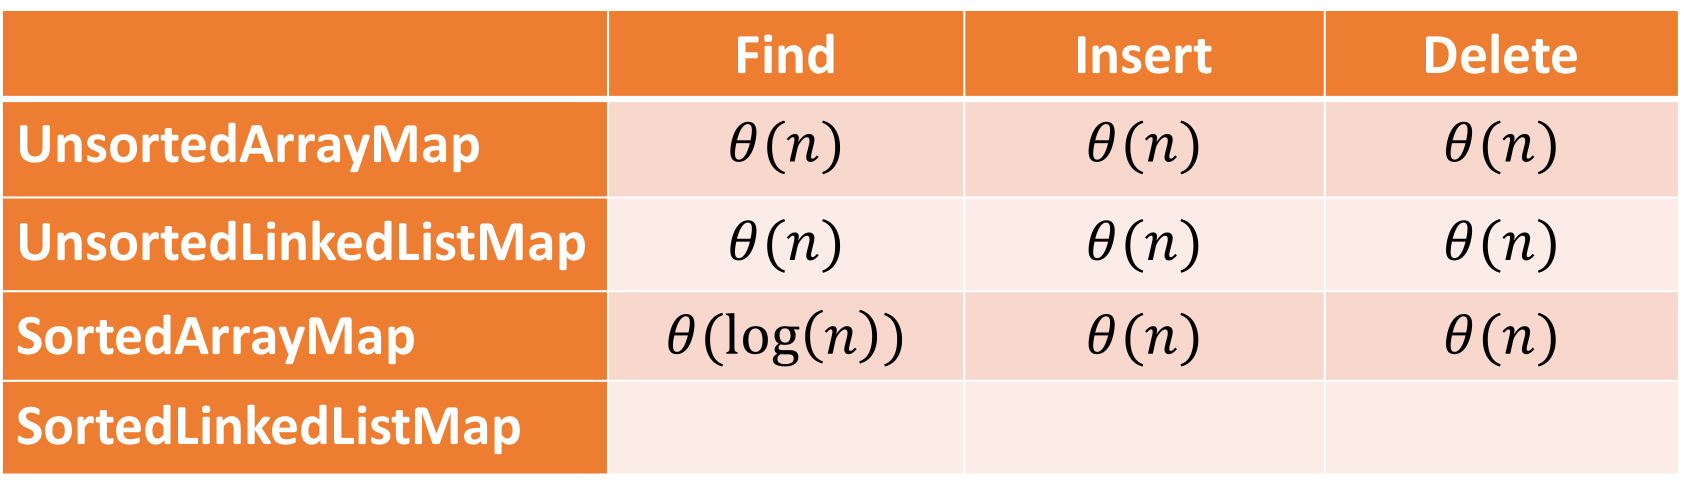 Find Insert Delete
UnsortedArrayMap θ(n) θ(n) θ(n)
UnsortedLinkedListMap θ(n) θ(n) θ(n)
SortedArrayMap θ(log(n)) θ(n) θ(n)
SortedLinkedListMap